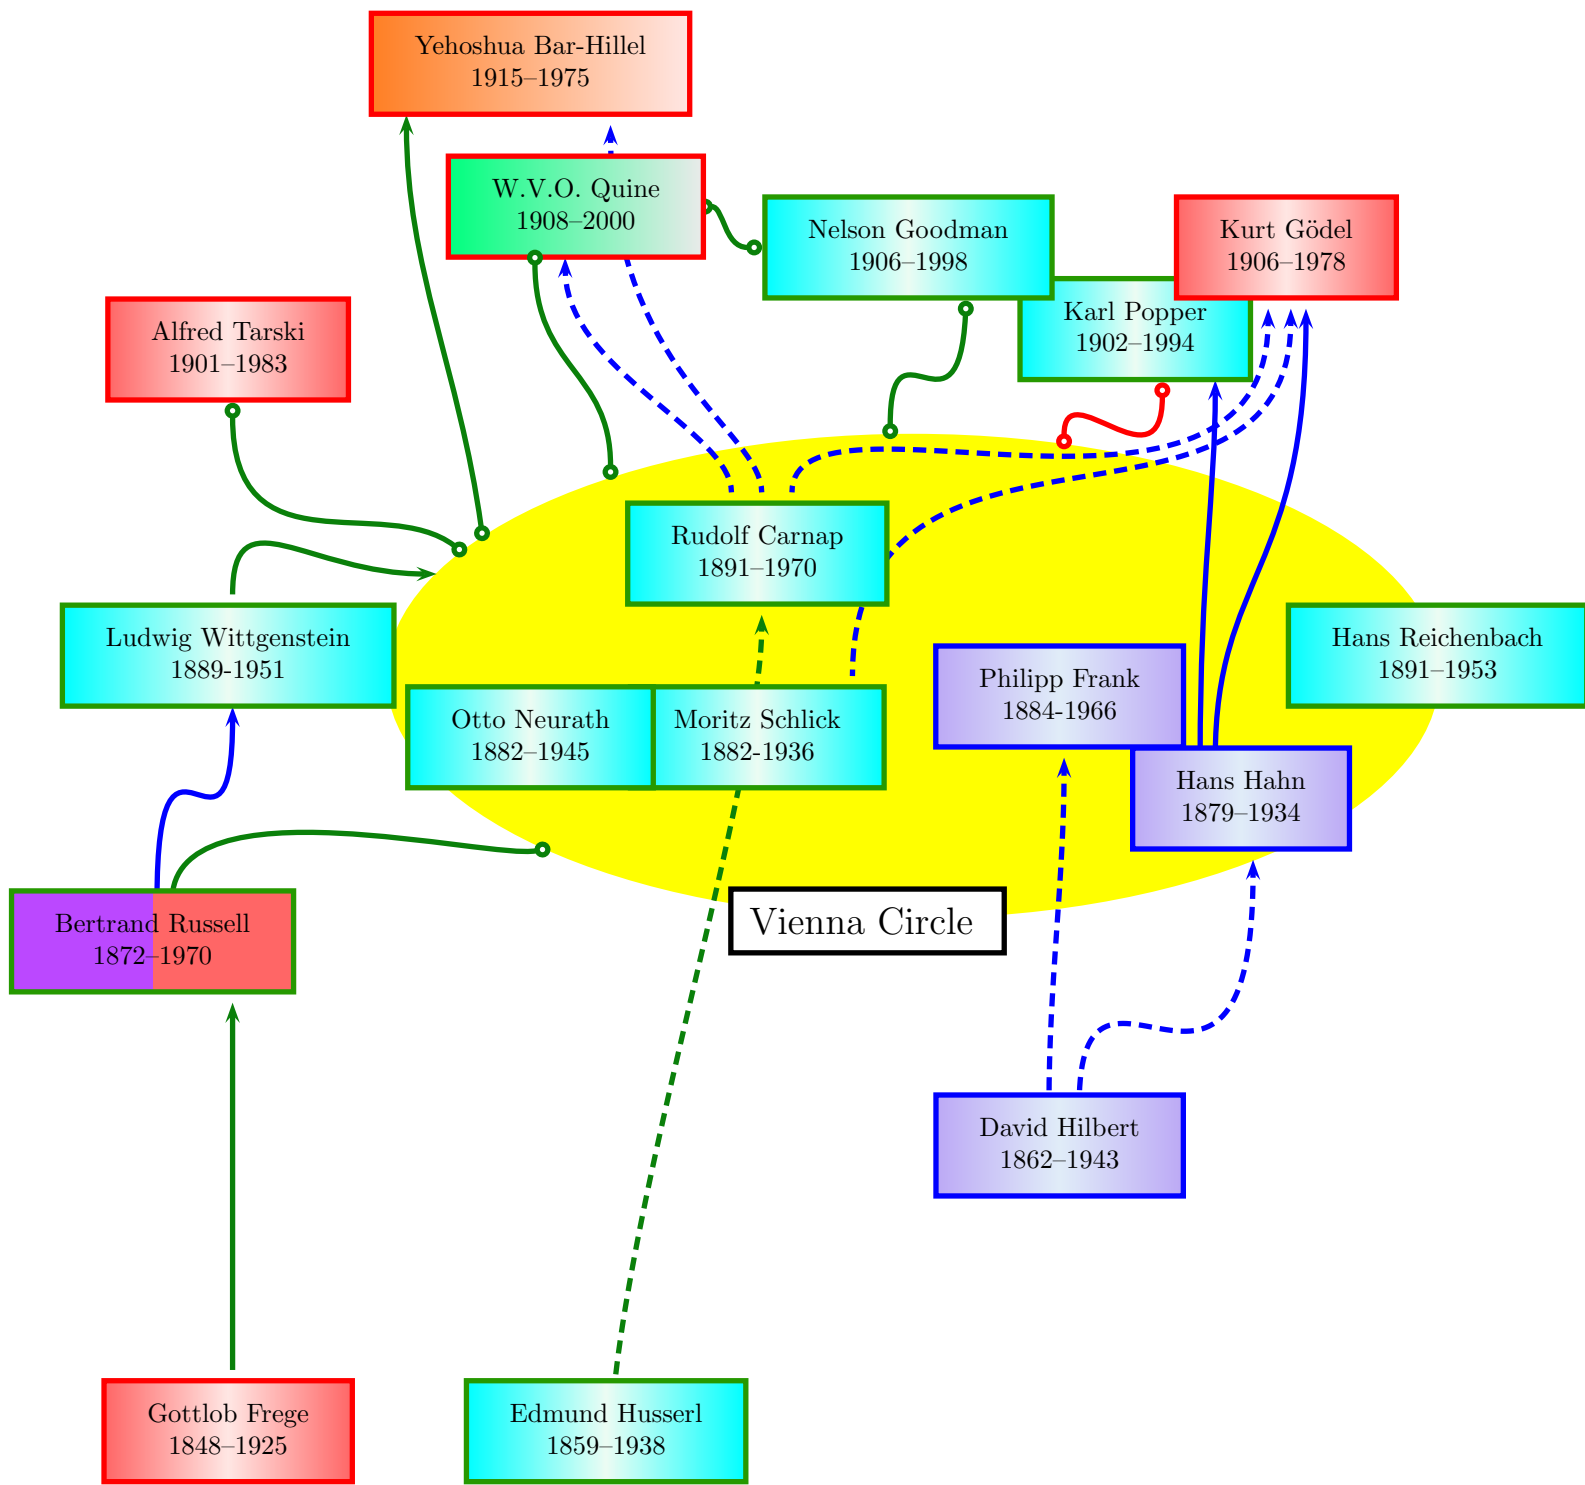 Yehoshua Bar-Hillel
1915–1975
W.V.O. Quine
1908–2000
Nelson Goodman
1906–1998
Kurt Gödel
1906–1978
Karl Popper
1902–1994
Alfred Tarski
1901–1983
Rudolf Carnap
1891–1970
Ludwig Wittgenstein
1889-1951
Hans Reichenbach
1891–1953
Philipp Frank
1884-1966
Otto Neurath
1882–1945
Moritz Schlick
1882-1936
Hans Hahn
1879–1934
Bertrand Russell
1872–1970
Vienna Circle
David Hilbert
1862–1943
Gottlob Frege
1848–1925
Edmund Husserl
1859–1938